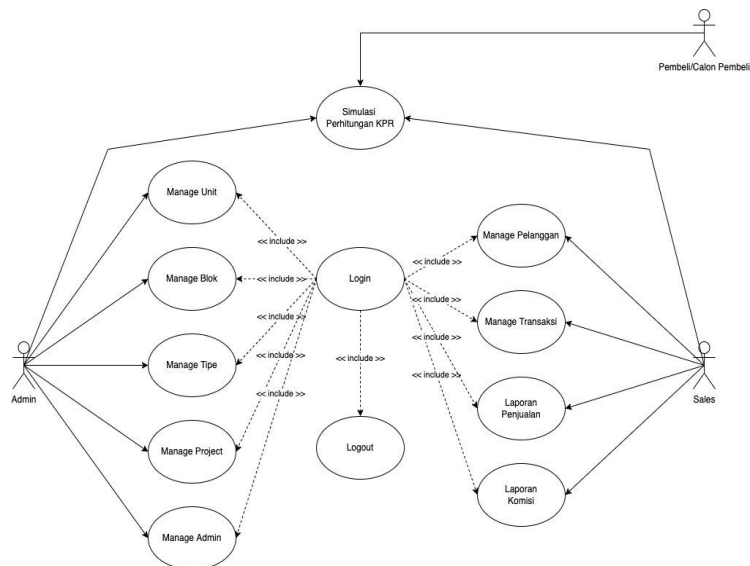 Pembeli/Calon Pembeli
Simulasi
Perhitungan KPR
Manage Unit
<< include >>
<< include >>
Manage Pelanggan
Manage Blok
<< include >>
Login
<< include >>
Manage Transaksi
<< include >>
<< include >>
Manage Tipe
<< include >>
<< include >>
<< include >>
Admin
<< include >>
Laporan
Penjualan
Sales
Manage Project
Logout
Laporan
Komisi
Manage Admin